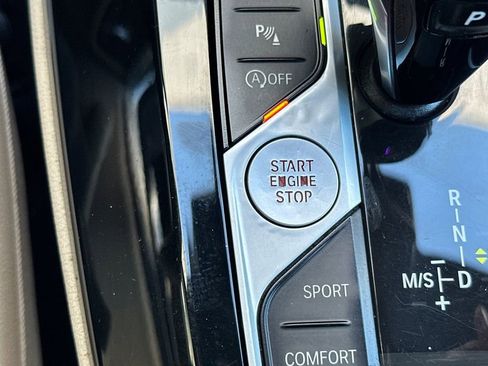 P
P
A OFF
START
ENGINE
STOP
R
N
D
M/S
+
SPORT
COMFORT